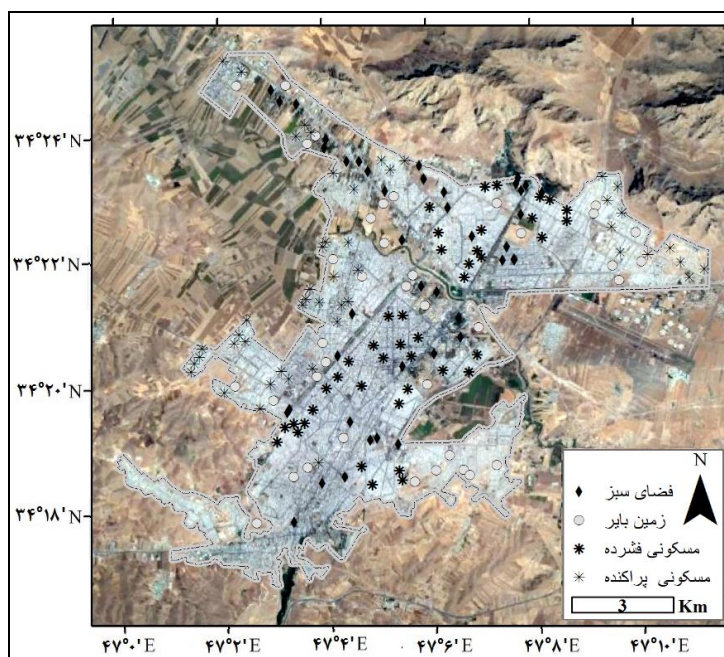 ۳۴°۲۴'N
۳۴°۲۲'N
۳۴°۲۰'N
۳۴°۱۸'N
N
فضای سبز
زمین بایر
مسکونی فشرده
مسکونی پراکنده
3 Km
۴۷°۰'E ۴۷°۲'E ۴۷°۴'E ۴۷°۶'E ۴۷°۸'E ۴۷°۱۰'E